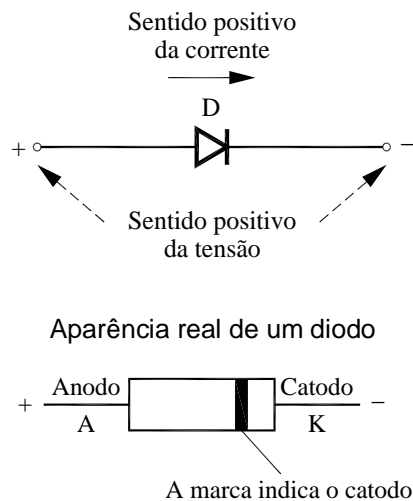 Sentido positivo
da corrente
D
+ −
Sentido positivo
da tensão
Aparência real de um diodo
+ Anodo Catodo −
A K
A marca indica o catodo